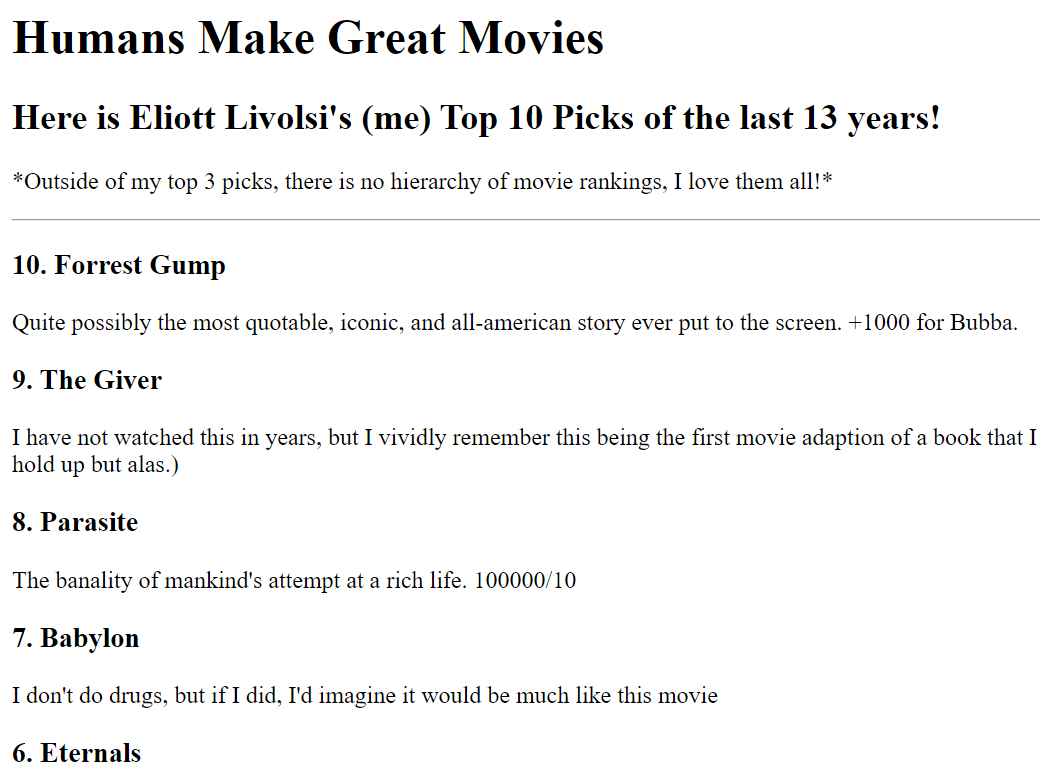 Humans Make Great Movies
Here is Eliott Livolsi's (me) Top 10 Picks of the last 13 years!
*Outside of my top 3 picks, there is no hierarchy of movie rankings, I love them all!*
10. Forrest Gump
Quite possibly the most quotable, iconic, and all-american story ever put to the screen. +1000 for Bubba.
9. The Giver
I have not watched this in years, but I vividly remember this being the first movie adaption of a book that I
hold up but alas.)
8. Parasite
The banality of mankind's attempt at a rich life. 100000/10
7. Babylon
I don't do drugs, but if I did, I'd imagine it would be much like this movie
6. Eternals